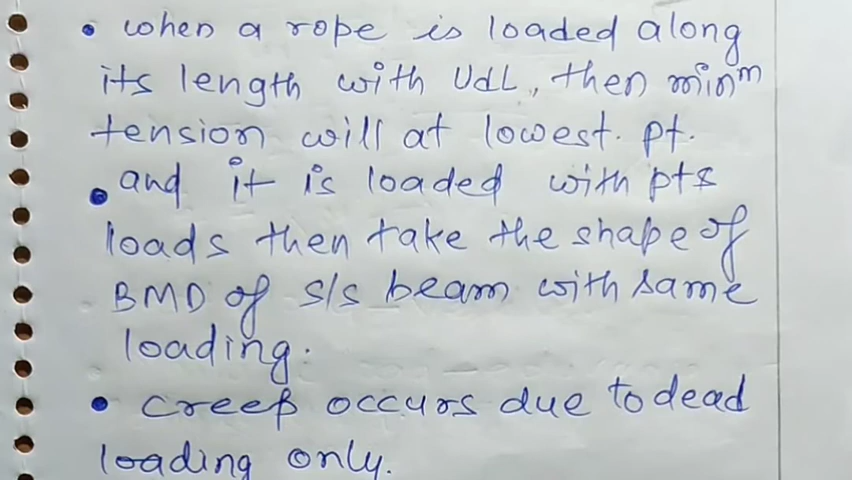 • when a rope is loaded along
its length with UdL, then minᵐ
tension will at lowest. pt.
• and it is loaded with pts
loads then take the shape of
BMD of s/s beam with same
loading.
• creep occurs due to dead
loading only.